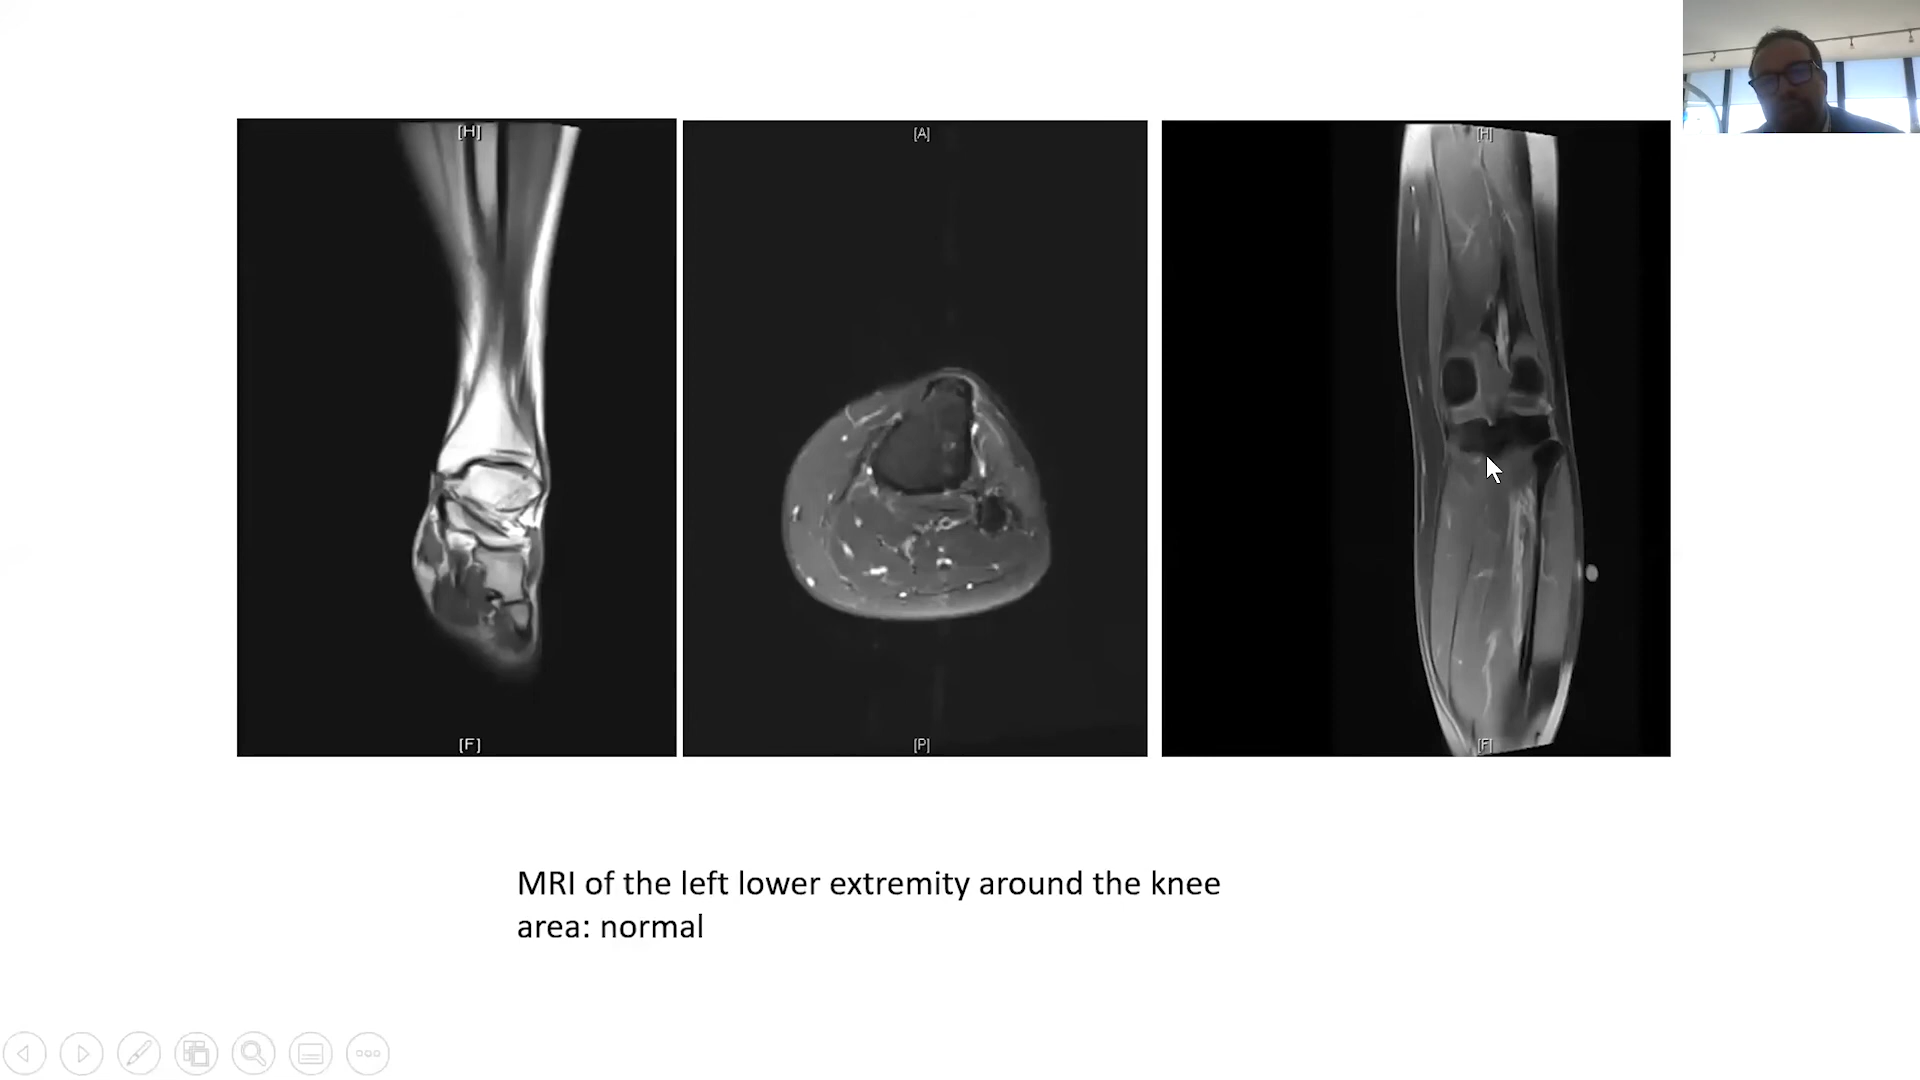 [H]
[A]
[H]
[F]
[P]
[F]
MRI of the left lower extremity around the knee
area: normal